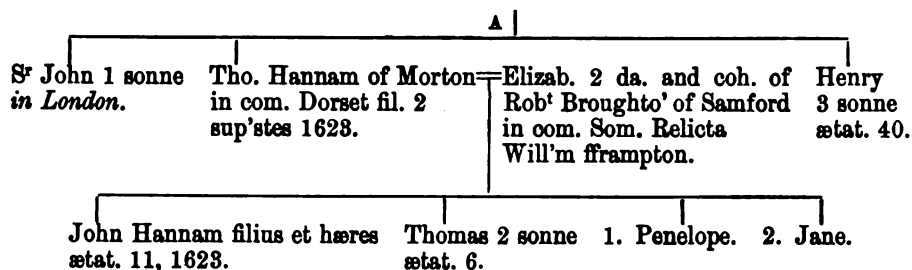 A
Sʳ John 1 sonne
in London.
Tho. Hannam of Morton
in com. Dorset fil. 2
sup'stes 1623.
Elizab. 2 da. and coh. of
Robᵗ Broughto' of Samford
in com. Som. Relicta
Will'm fframpton.
Henry
3 sonne
ætat. 40.
John Hannam filius et hæres
ætat. 11, 1623.
Thomas 2 sonne
ætat. 6.
1. Penelope.
2. Jane.